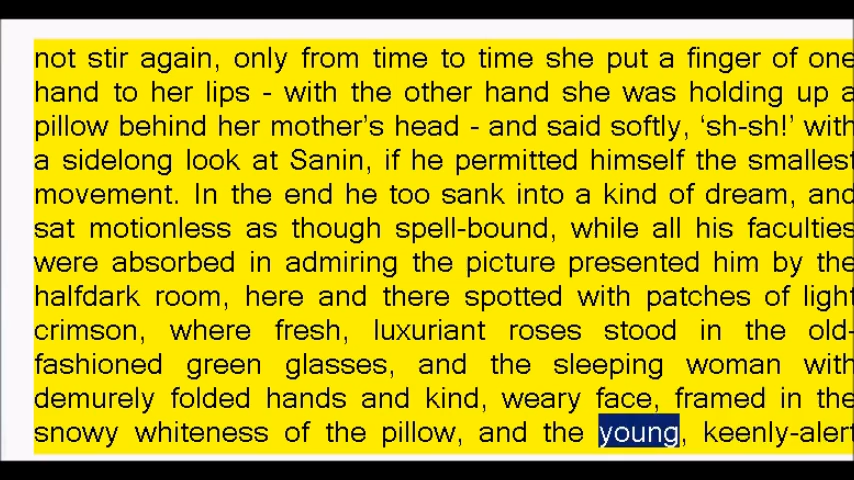 not stir again, only from time to time she put a finger of one
hand to her lips - with the other hand she was holding up a
pillow behind her mother's head - and said softly, ‘sh-sh!’ with
a sidelong look at Sanin, if he permitted himself the smallest
movement. In the end he too sank into a kind of dream, and
sat motionless as though spell-bound, while all his faculties
were absorbed in admiring the picture presented him by the
halfdark room, here and there spotted with patches of light
crimson, where fresh, luxuriant roses stood in the old-
fashioned green glasses, and the sleeping woman with
demurely folded hands and kind, weary face, framed in the
snowy whiteness of the pillow, and the young, keenly-alert